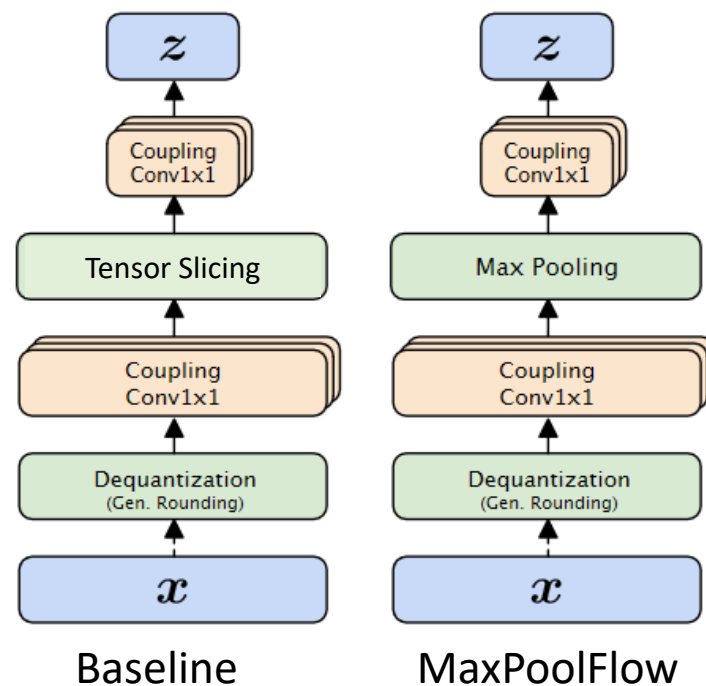 z
Coupling
Conv1x1
Tensor Slicing
Coupling
Conv1x1
Dequantization
(Gen. Rounding)
x
Baseline
z
Coupling
Conv1x1
Max Pooling
Coupling
Conv1x1
Dequantization
(Gen. Rounding)
x
MaxPoolFlow